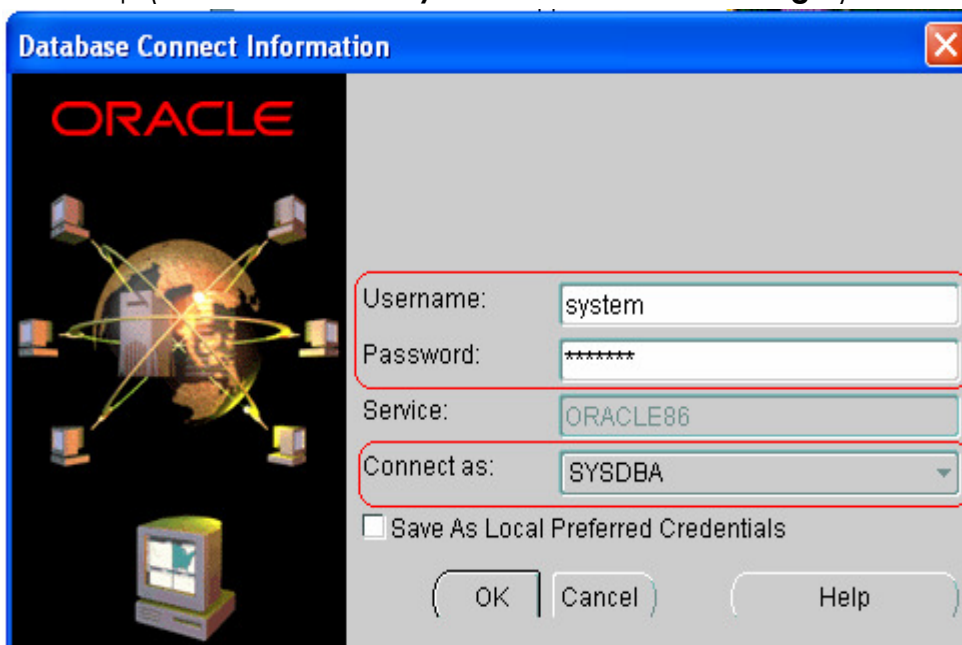 Database Connect Information
ORACLE
Username: system
Password: *******
Service: ORACLE86
Connect as: SYSDBA
Save As Local Preferred Credentials
OK Cancel Help